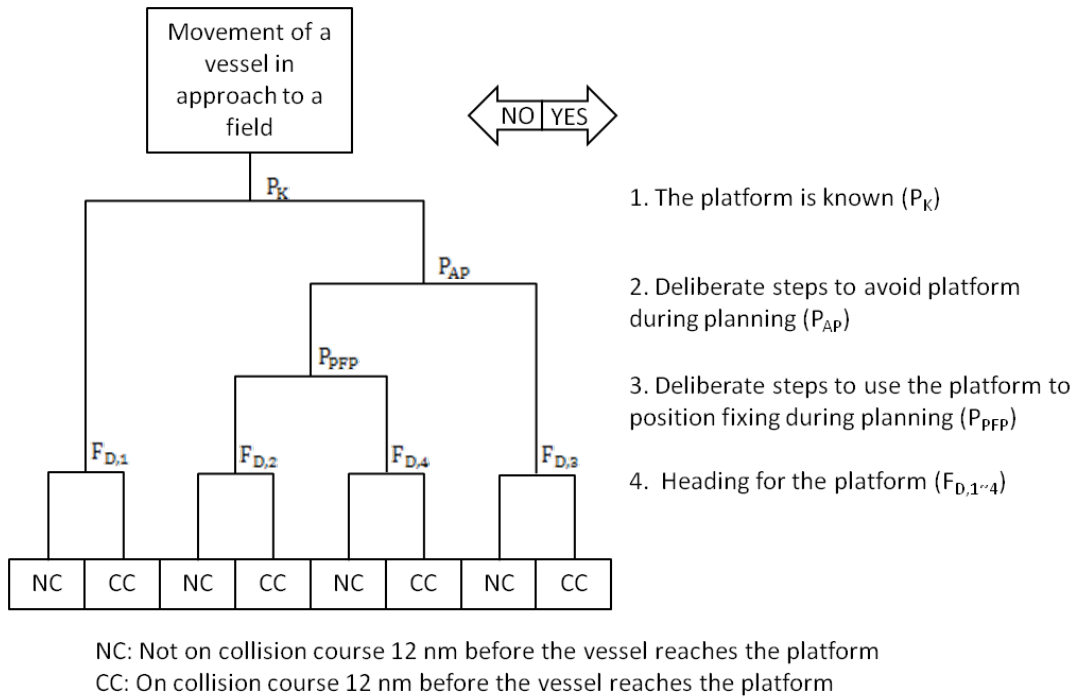 Movement of a
vessel in
approach to a
field
NO YES
P_K
1. The platform is known (P_K)
P_AP
2. Deliberate steps to avoid platform
during planning (P_AP)
P_PFP
3. Deliberate steps to use the platform to
position fixing during planning (P_PFP)
F_D,1 F_D,2 F_D,4 F_D,3
4. Heading for the platform (F_D,1~4)
NC CC NC CC NC CC NC CC
NC: Not on collision course 12 nm before the vessel reaches the platform
CC: On collision course 12 nm before the vessel reaches the platform